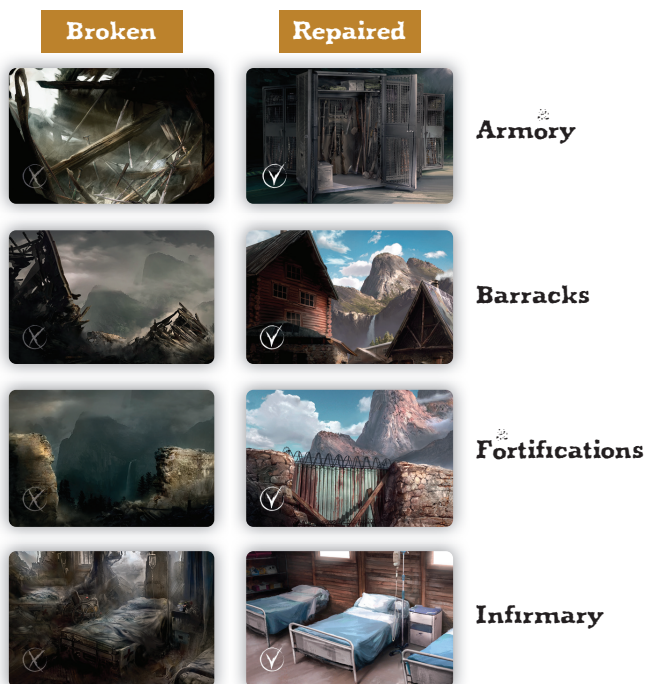 Broken
Repaired
Armory
Barracks
Fortifications
Infirmary